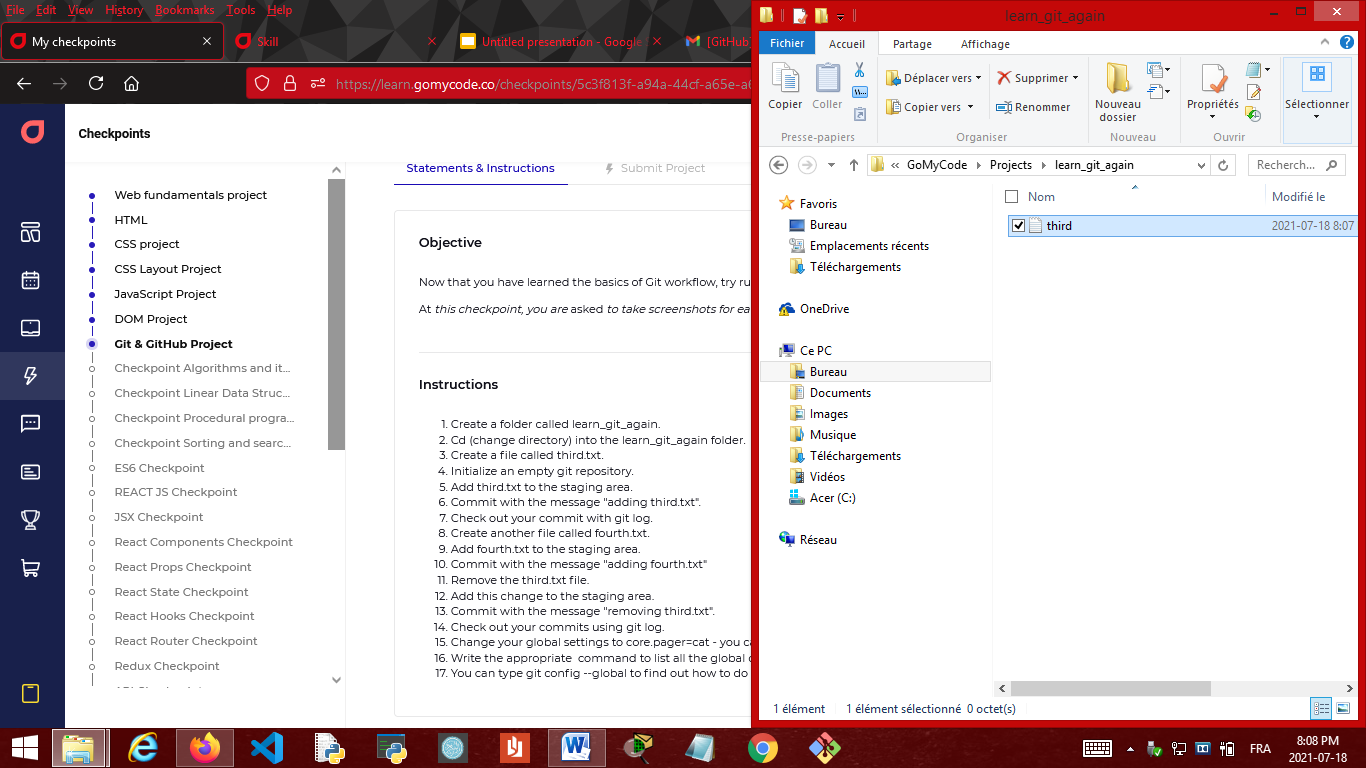 File Edit View History Bookmarks Tools Help
My checkpoints
Skill
Untitled presentation - Google
[GitHub
https://learn.gomycode.co/checkpoints/5c3f813f-a94a-44cf-a65e-a6
Checkpoints
Web fundamentals project
HTML
CSS project
CSS Layout Project
JavaScript Project
DOM Project
Git & GitHub Project
Checkpoint Algorithms and it...
Checkpoint Linear Data Struc...
Checkpoint Procedural progra...
Checkpoint Sorting and searc...
ES6 Checkpoint
REACT JS Checkpoint
JSX Checkpoint
React Components Checkpoint
React Props Checkpoint
React State Checkpoint
React Hooks Checkpoint
React Router Checkpoint
Redux Checkpoint
Statements & Instructions
Submit Project
Objective
Now that you have learned the basics of Git workflow, try ru
At this checkpoint, you are asked to take screenshots for ea
Instructions
1. Create a folder called learn_git_again.
2. Cd (change directory) into the learn_git_again folder.
3. Create a file called third.txt.
4. Initialize an empty git repository.
5. Add third.txt to the staging area.
6. Commit with the message "adding third.txt".
7. Check out your commit with git log.
8. Create another file called fourth.txt.
9. Add fourth.txt to the staging area.
10. Commit with the message "adding fourth.txt"
11. Remove the third.txt file.
12. Add this change to the staging area.
13. Commit with the message "removing third.txt".
14. Check out your commits using git log.
15. Change your global settings to core.pager=cat - you ca
16. Write the appropriate command to list all the global c
17. You can type git config --global to find out how to do
learn_git_again
Fichier Accueil Partage Affichage
Copier
Coller
Presse-papiers
Déplacer vers
Copier vers
Supprimer
Renommer
Organiser
Nouveau dossier
Nouveau
Propriétés
Ouvrir
Sélectionner
« GoMyCode Projects learn_git_again
Recherc...
Favoris
Bureau
Emplacements récents
Téléchargements
OneDrive
Ce PC
Bureau
Documents
Images
Musique
Téléchargements
Vidéos
Acer (C:)
Réseau
Nom Modifié le
third 2021-07-18 8:07
1 élément 1 élément sélectionné 0 octet(s)
FRA
8:08 PM
2021-07-18